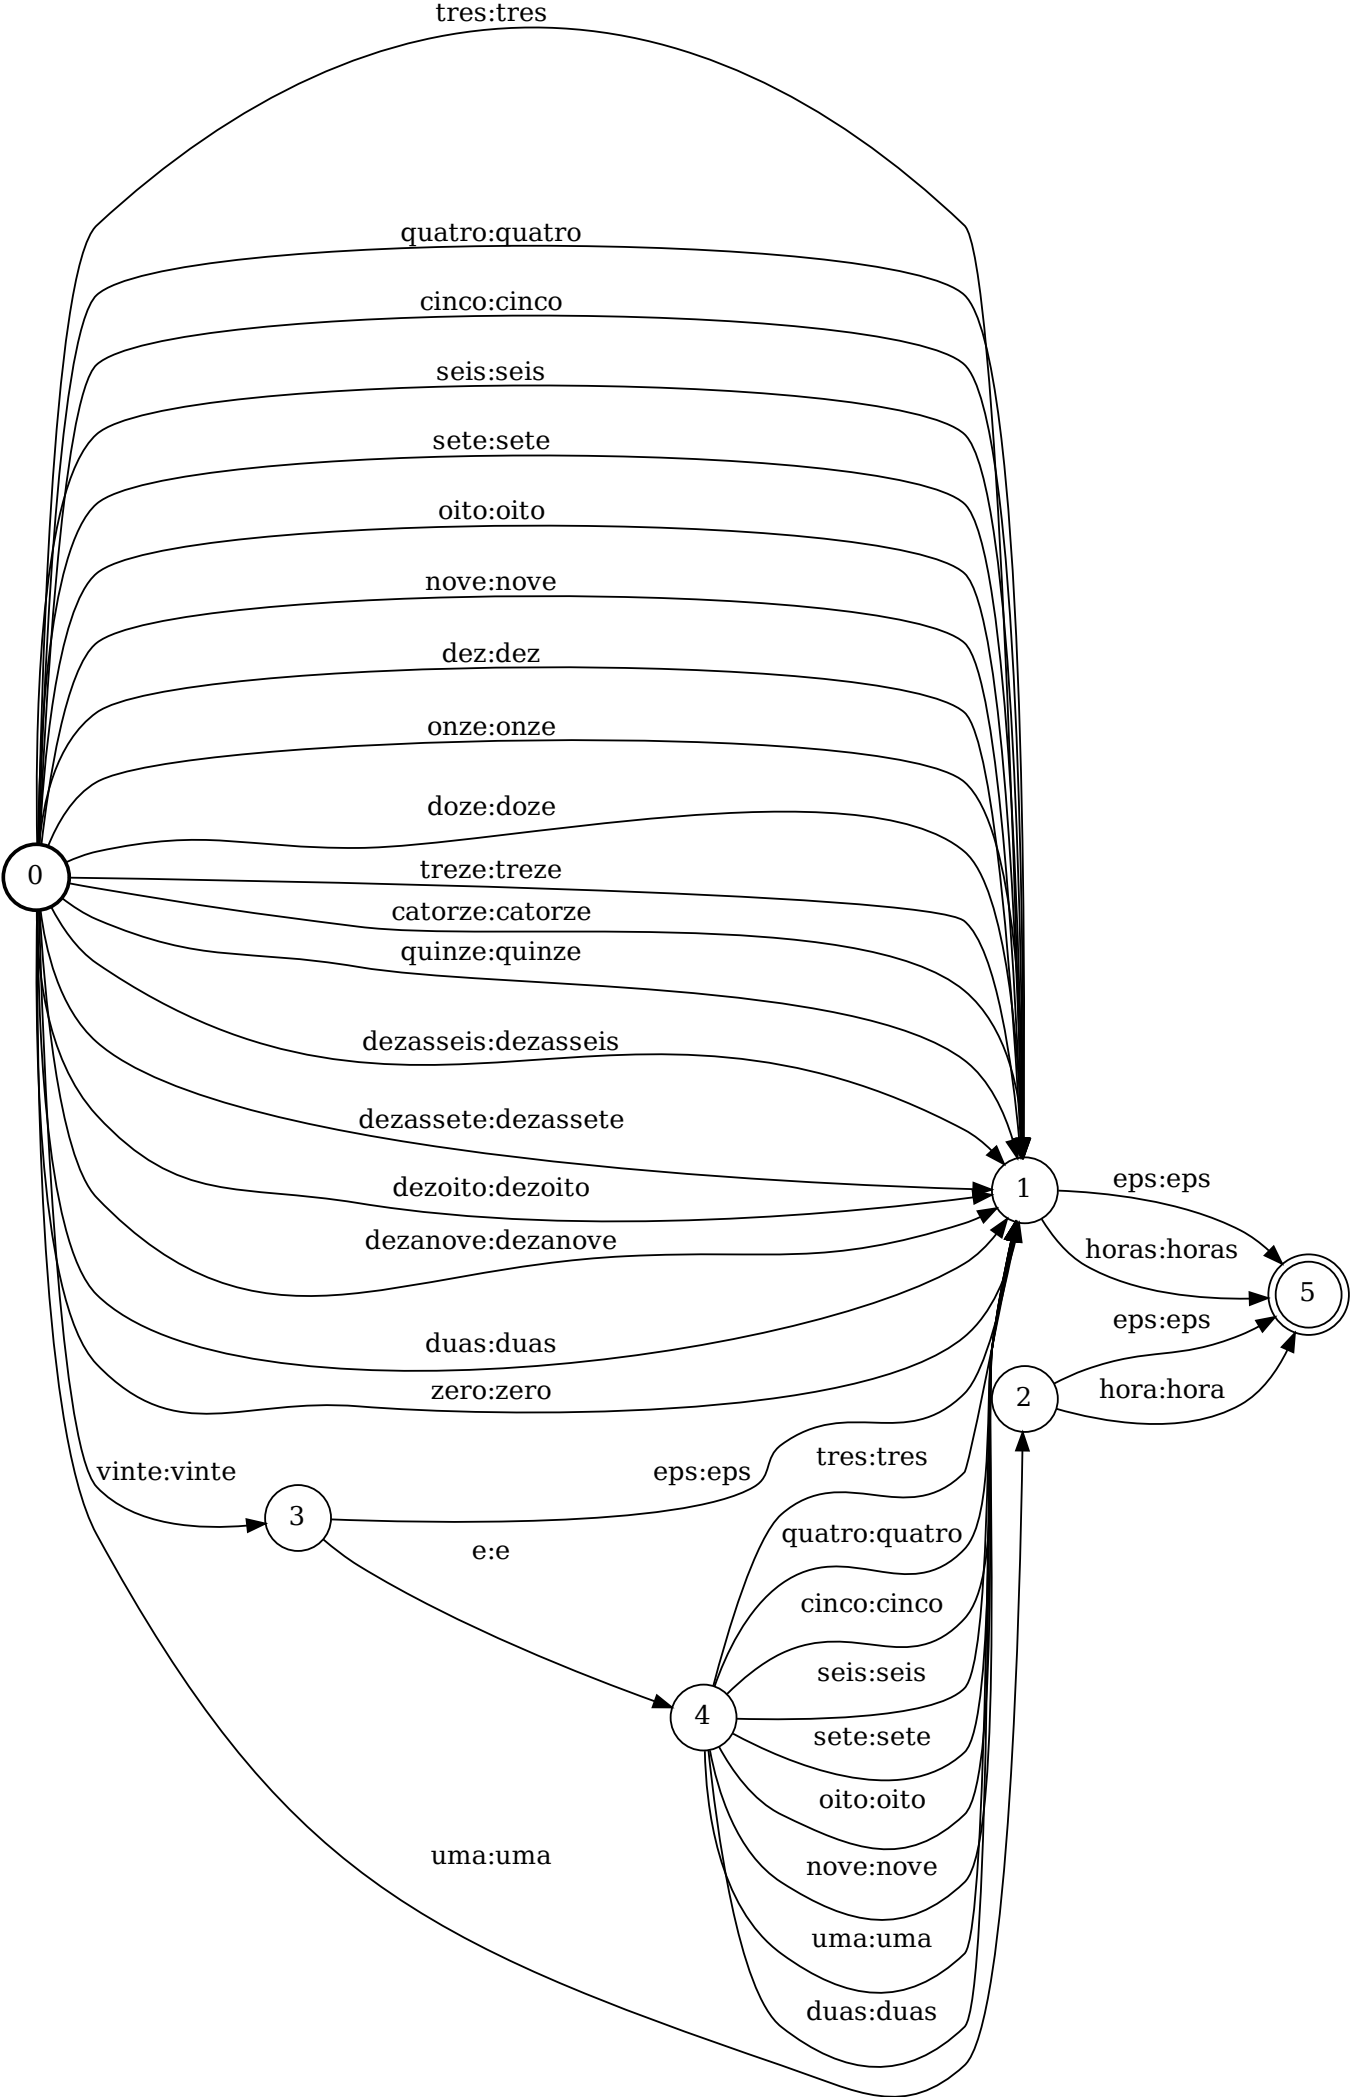 tres:tres
quatro:quatro
cinco:cinco
seis:seis
sete:sete
oito:oito
nove:nove
dez:dez
onze:onze
doze:doze
0
treze:treze
catorze:catorze
quinze:quinze
dezasseis:dezasseis
dezassete:dezassete
dezoito:dezoito
1
eps:eps
dezanove:dezanove
horas:horas
5
duas:duas
eps:eps
zero:zero
2
hora:hora
vinte:vinte
3
eps:eps
e:e
tres:tres
quatro:quatro
cinco:cinco
seis:seis
4
sete:sete
oito:oito
uma:uma
nove:nove
uma:uma
duas:duas